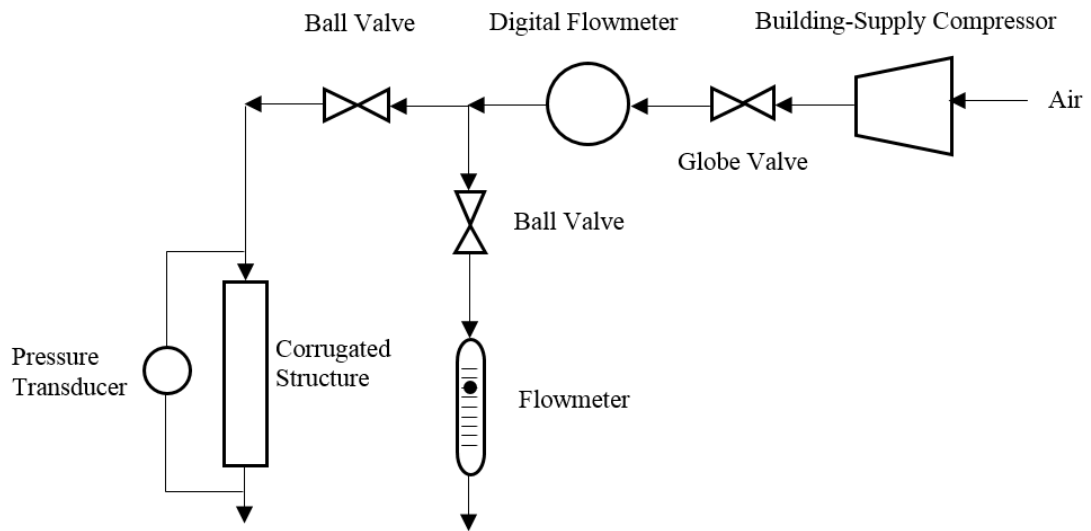 Ball Valve
Digital Flowmeter
Building-Supply Compressor
Air
Globe Valve
Ball Valve
Pressure
Transducer
Corrugated
Structure
Flowmeter